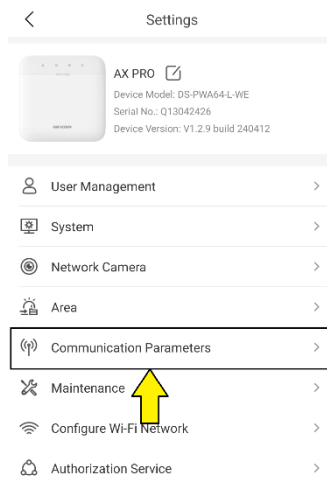 Settings
AX PRO
Device Model: DS-PWA64-L-WE
Serial No.: Q13042426
Device Version: V1.2.9 build 240412
HIKVISION
User Management
System
Network Camera
Area
Communication Parameters
Maintenance
Configure Wi-Fi Network
Authorization Service